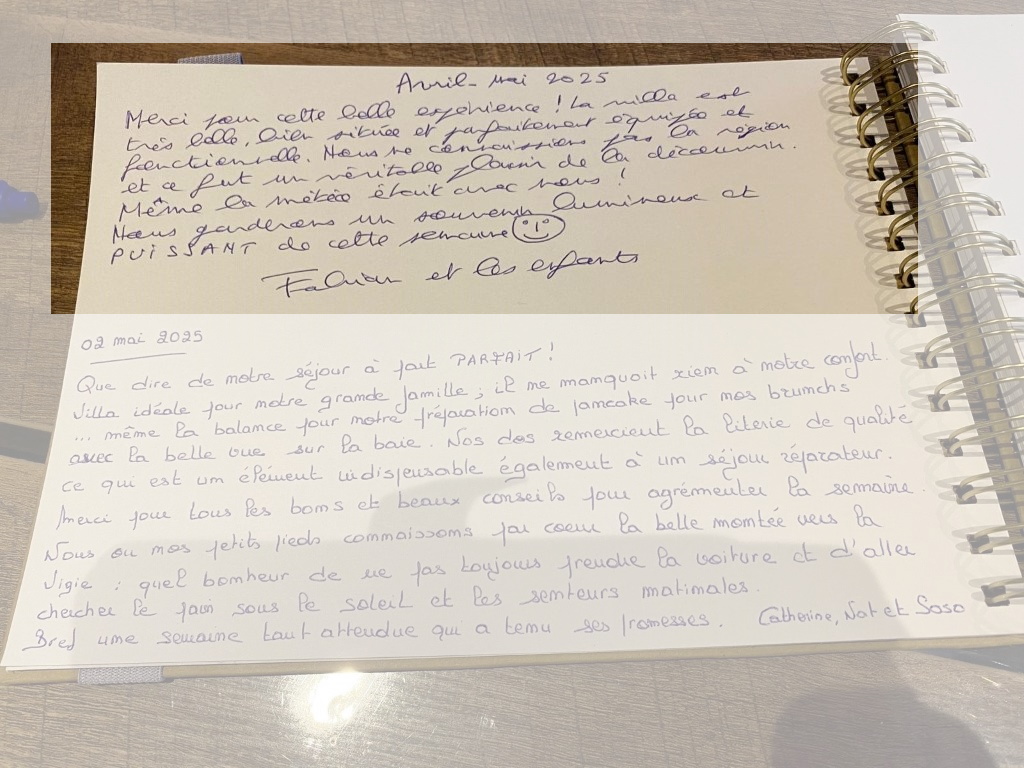 Avril - Mai 2025
Merci pour cette belle expérience ! La villa est
très belle, bien située et parfaitement équipée et
fonctionnelle. Nous ne connaissions pas la région
et ce fut un véritable plaisir de la découvrir.
Même la météo était avec nous !
Nous garderons un souvenir lumineux et
PUISSANT de cette semaine
et les enfants
02 mai 2025
Que dire de notre séjour à part PARFAIT !
Villa idéale pour notre grande famille ; il ne manquait rien à notre confort.
... même la balance pour notre préparation de pancake pour nos brunchs
avec la belle vue sur la baie. Nos dos remercient la literie de qualité
ce qui est un élément indispensable également à un séjour réparateur.
Merci pour tous les bons et beaux conseils pour agrémenter la semaine.
Nous ou nos petits pieds connaissons par coeur la belle montée vers la
Vigie : quel bonheur de ne pas toujours prendre la voiture et d'aller
chercher le pain sous le soleil et les senteurs matinales.
Bref une semaine tant attendue qui a tenu ses promesses. Catherine, Nat et Soso